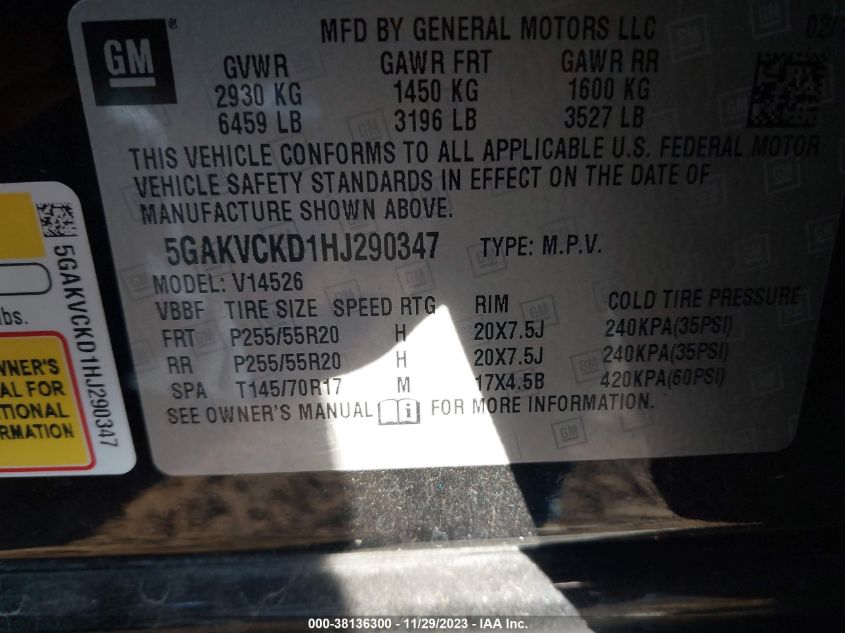 GM ®
MFD BY GENERAL MOTORS LLC 02/
GVWR GAWR FRT GAWR RR
2930 KG 1450 KG 1600 KG
6459 LB 3196 LB 3527 LB
THIS VEHICLE CONFORMS TO ALL APPLICABLE U.S. FEDERAL MOTOR
VEHICLE SAFETY STANDARDS IN EFFECT ON THE DATE OF
MANUFACTURE SHOWN ABOVE.
5GAKVCKD1HJ290347 TYPE: M.P.V.
MODEL: V14526
VBBF TIRE SIZE SPEED RTG RIM COLD TIRE PRESSURE
FRT P255/55R20 H 20X7.5J 240KPA(35PSI)
RR P255/55R20 H 20X7.5J 240KPA(35PSI)
SPA T145/70R17 M 17X4.5B 420KPA(60PSI)
SEE OWNER'S MANUAL i FOR MORE INFORMATION.
5GAKVCKD1HJ290347
lbs.
OWNER'S
AL FOR
TIONAL
RMATION
000-38136300 - 11/29/2023 - IAA Inc.